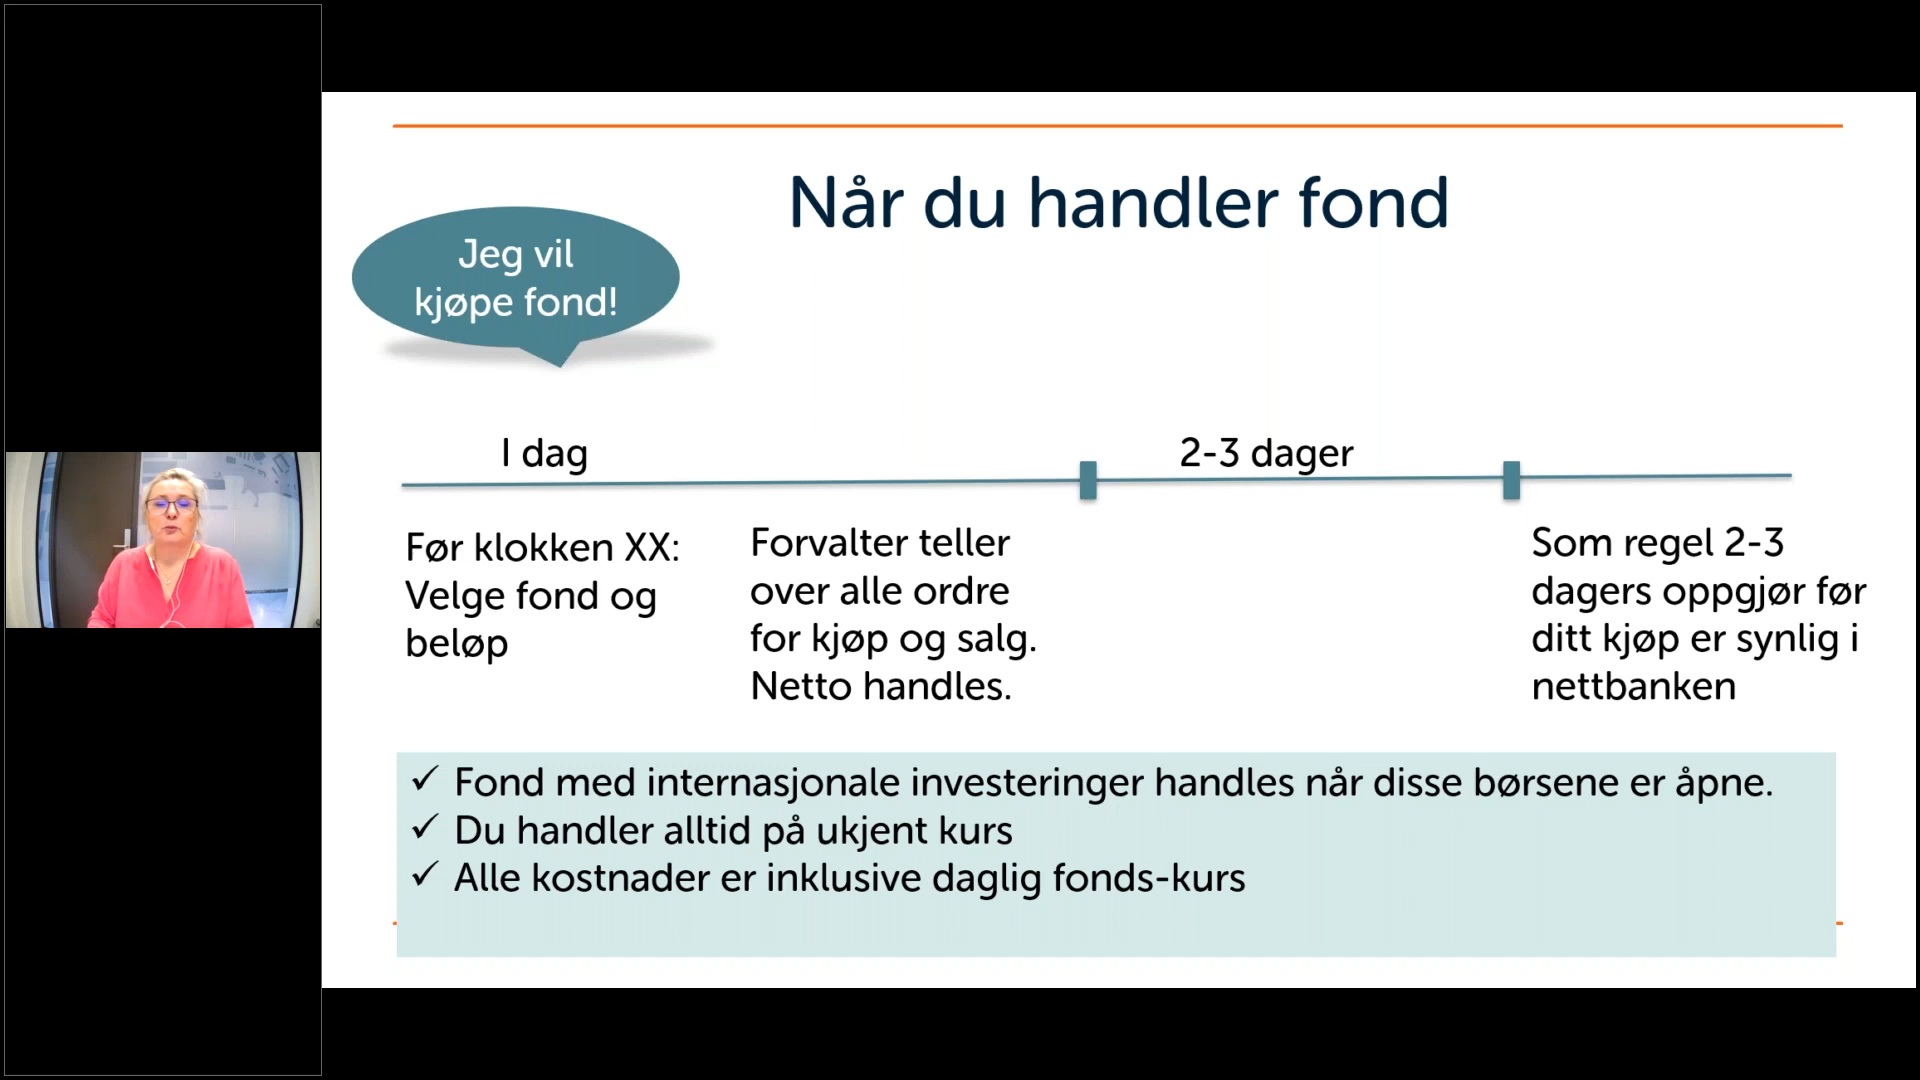 Når du handler fond
Jeg vil
kjøpe fond!
I dag
2-3 dager
Før klokken XX:
Velge fond og
beløp
Forvalter teller
over alle ordre
for kjøp og salg.
Netto handles.
Som regel 2-3
dagers oppgjør før
ditt kjøp er synlig i
nettbanken
✓ Fond med internasjonale investeringer handles når disse børsene er åpne.
✓ Du handler alltid på ukjent kurs
✓ Alle kostnader er inklusive daglig fonds-kurs